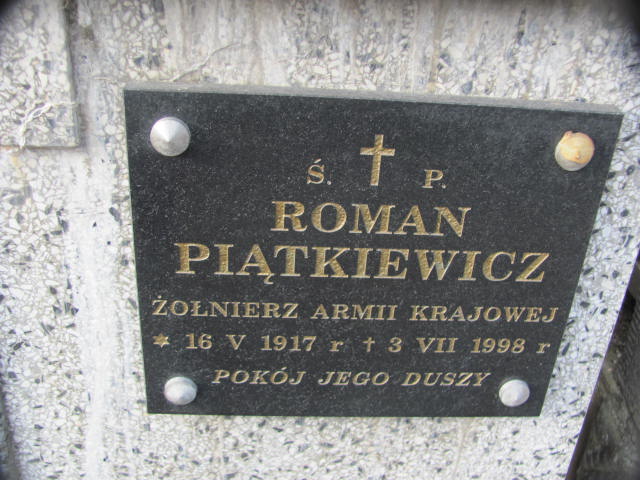 Ś. P.
ROMAN
PIĄTKIEWICZ
ŻOŁNIERZ ARMII KRAJOWEJ
* 16 V 1917 r † 3 VII 1998 r
POKÓJ JEGO DUSZY